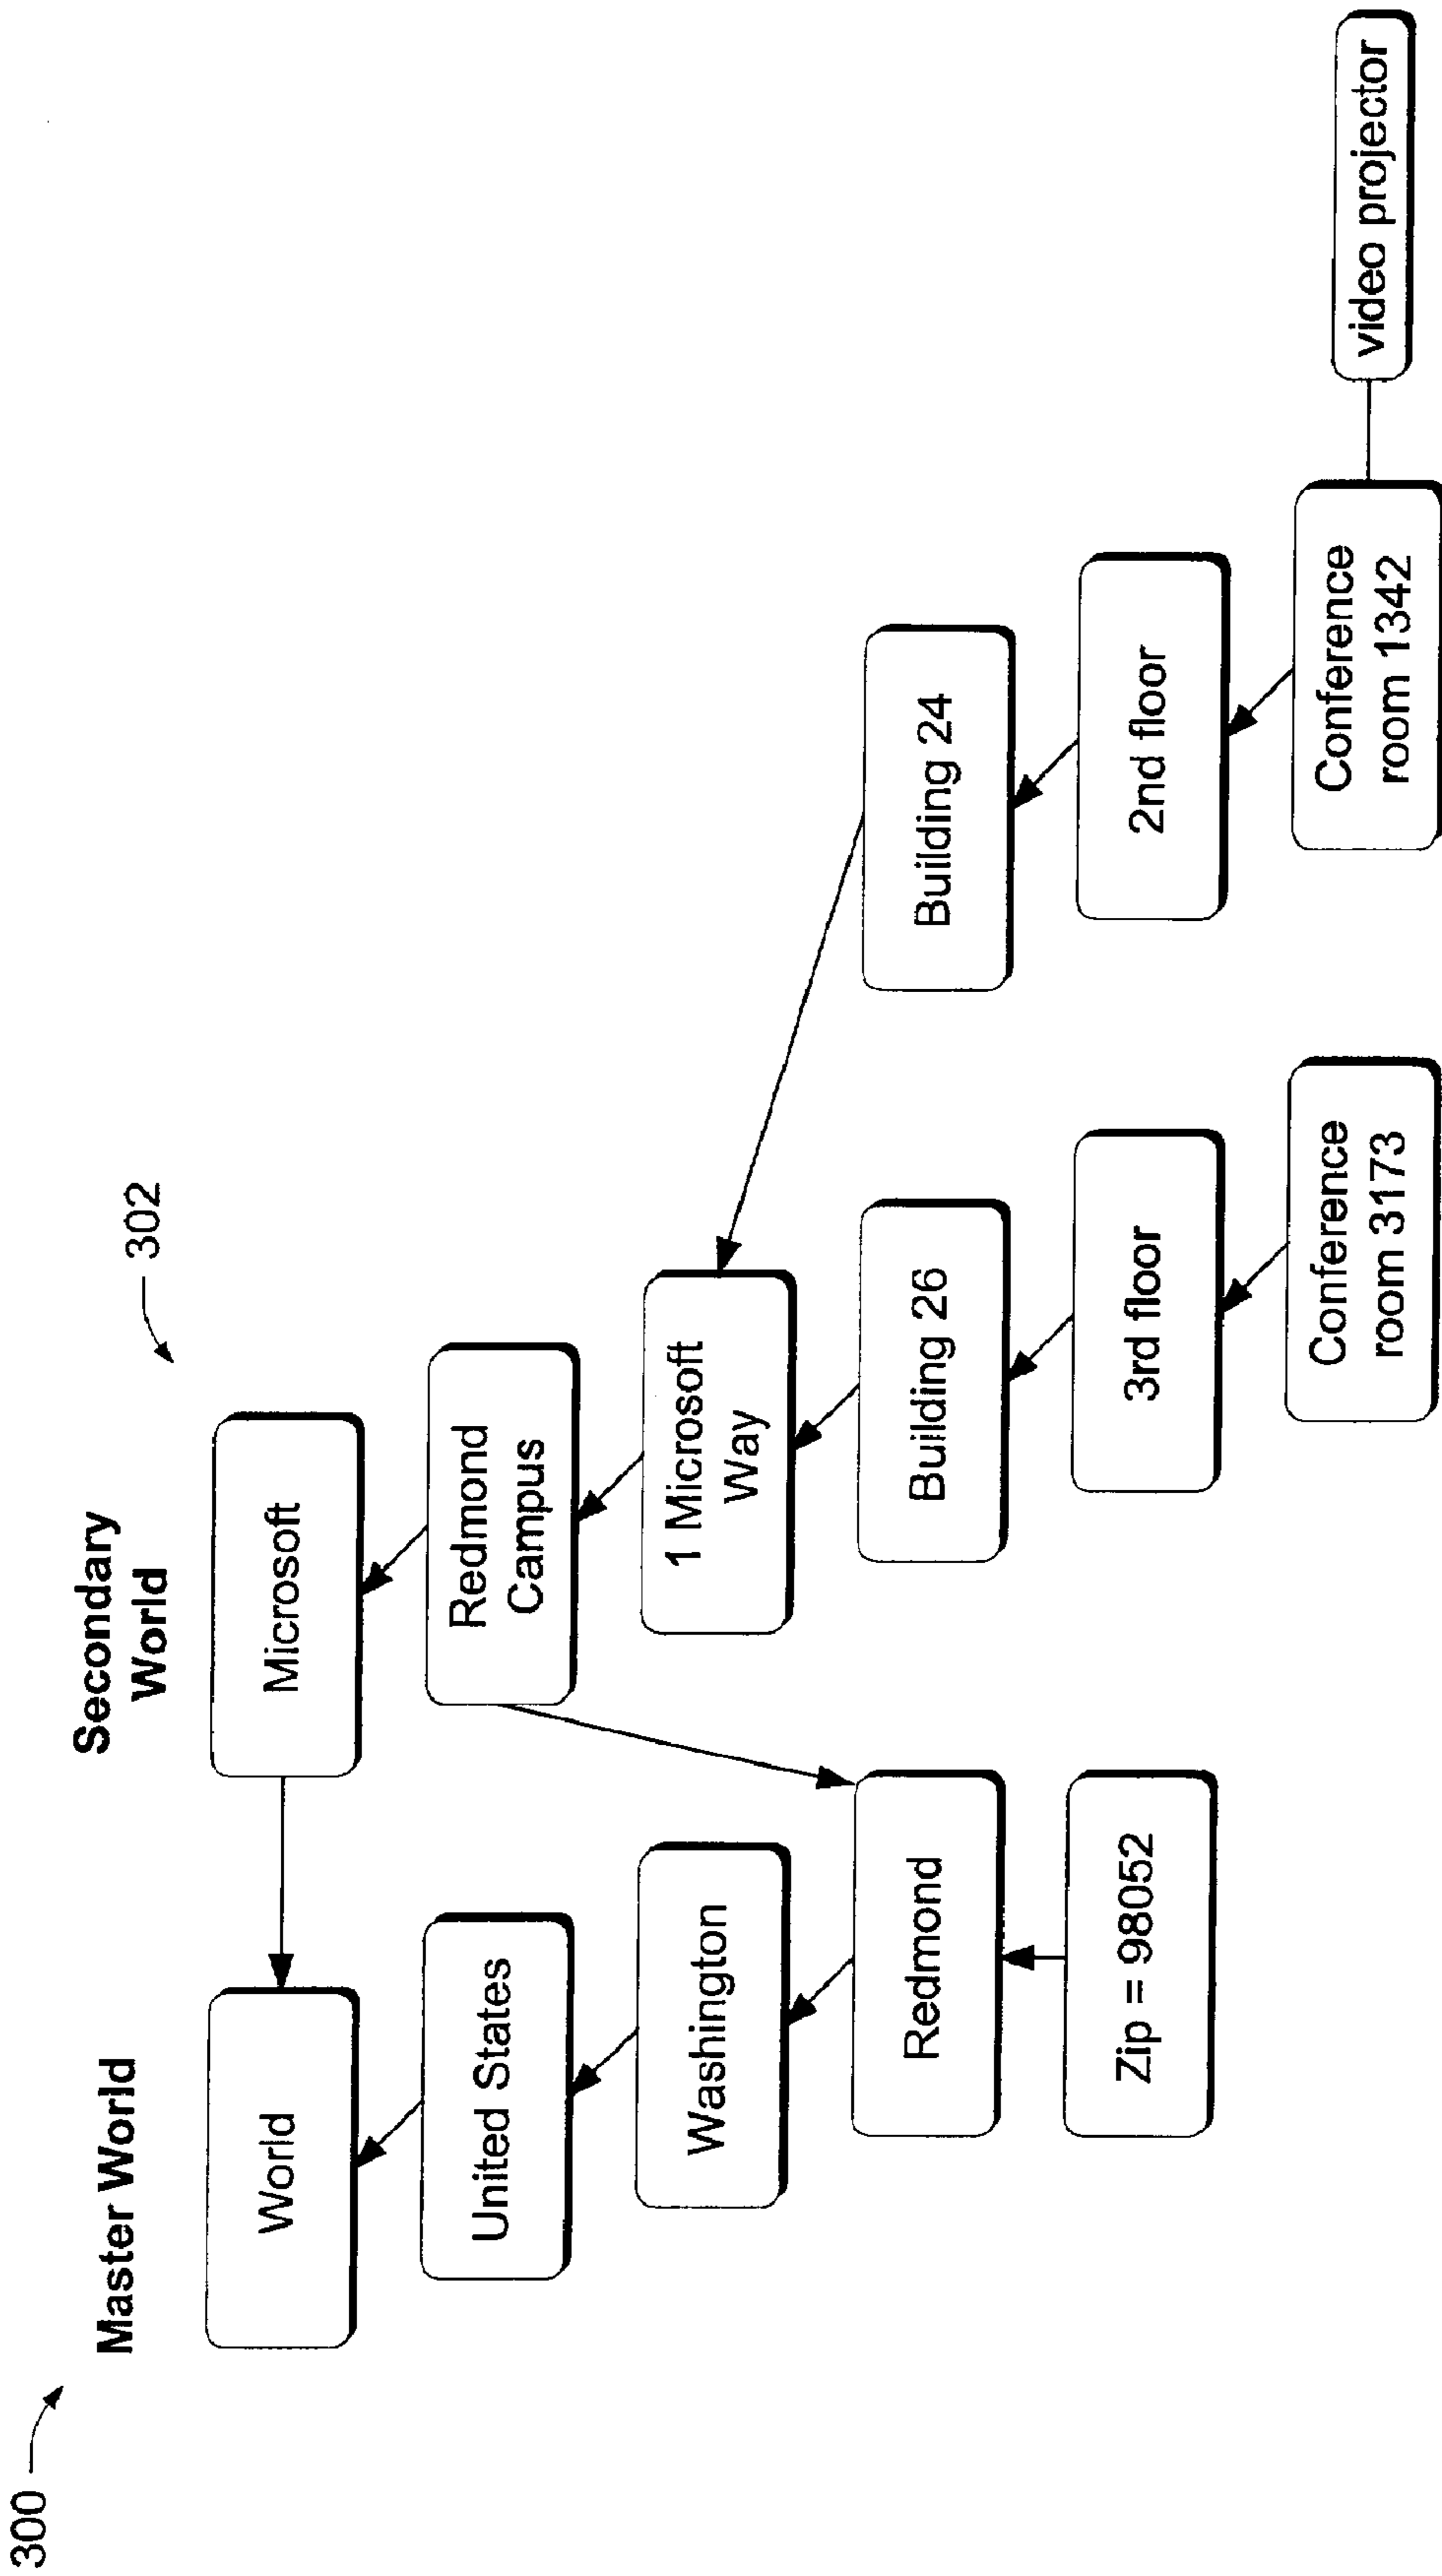 300
Master World
World
United States
Washington
Redmond
Zip = 98052
302
Secondary
World
Microsoft
Redmond
Campus
1 Microsoft
Way
Building 26
3rd floor
Conference
room 3173
Building 24
2nd floor
Conference
room 1342
video projector